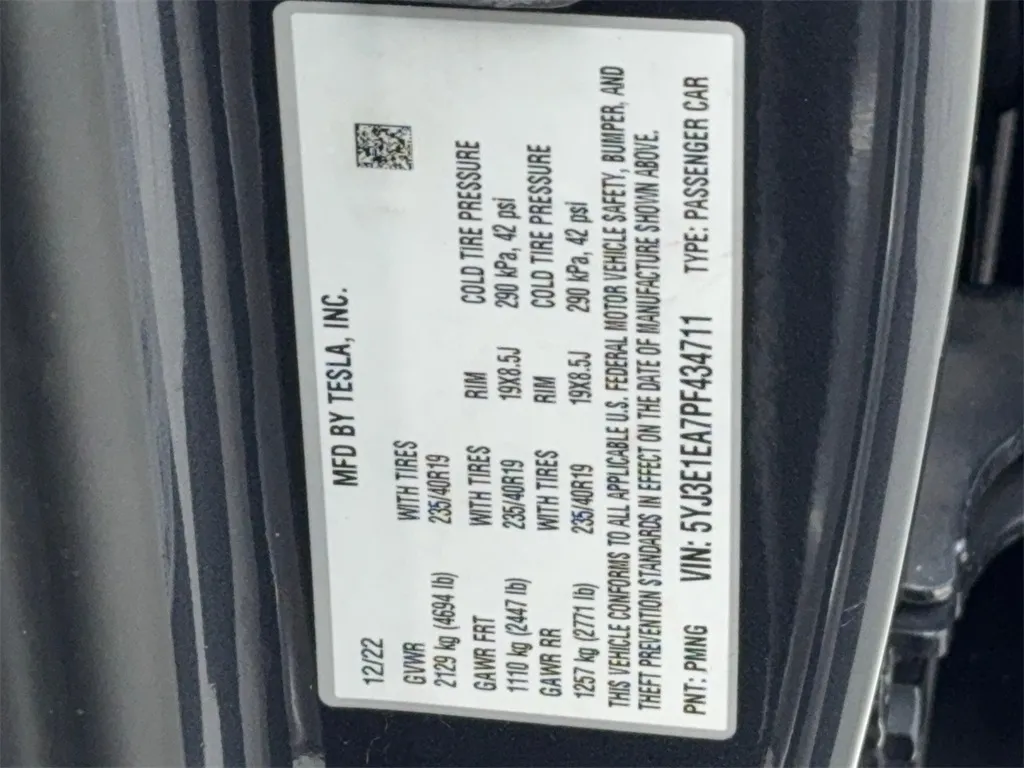 MFD BY TESLA, INC.
12/22
GVWR WITH TIRES
2129 kg (4694 lb) 235/40R19
GAWR FRT WITH TIRES RIM COLD TIRE PRESSURE
1110 kg (2447 lb) 235/40R19 19X8.5J 290 kPa, 42 psi
GAWR RR WITH TIRES RIM COLD TIRE PRESSURE
1257 kg (2771 lb) 235/40R19 19X8.5J 290 kPa, 42 psi
THIS VEHICLE CONFORMS TO ALL APPLICABLE U.S. FEDERAL MOTOR VEHICLE SAFETY, BUMPER, AND
THEFT PREVENTION STANDARDS IN EFFECT ON THE DATE OF MANUFACTURE SHOWN ABOVE.
PNT: PMNG VIN: 5YJ3E1EA7PF434711 TYPE: PASSENGER CAR